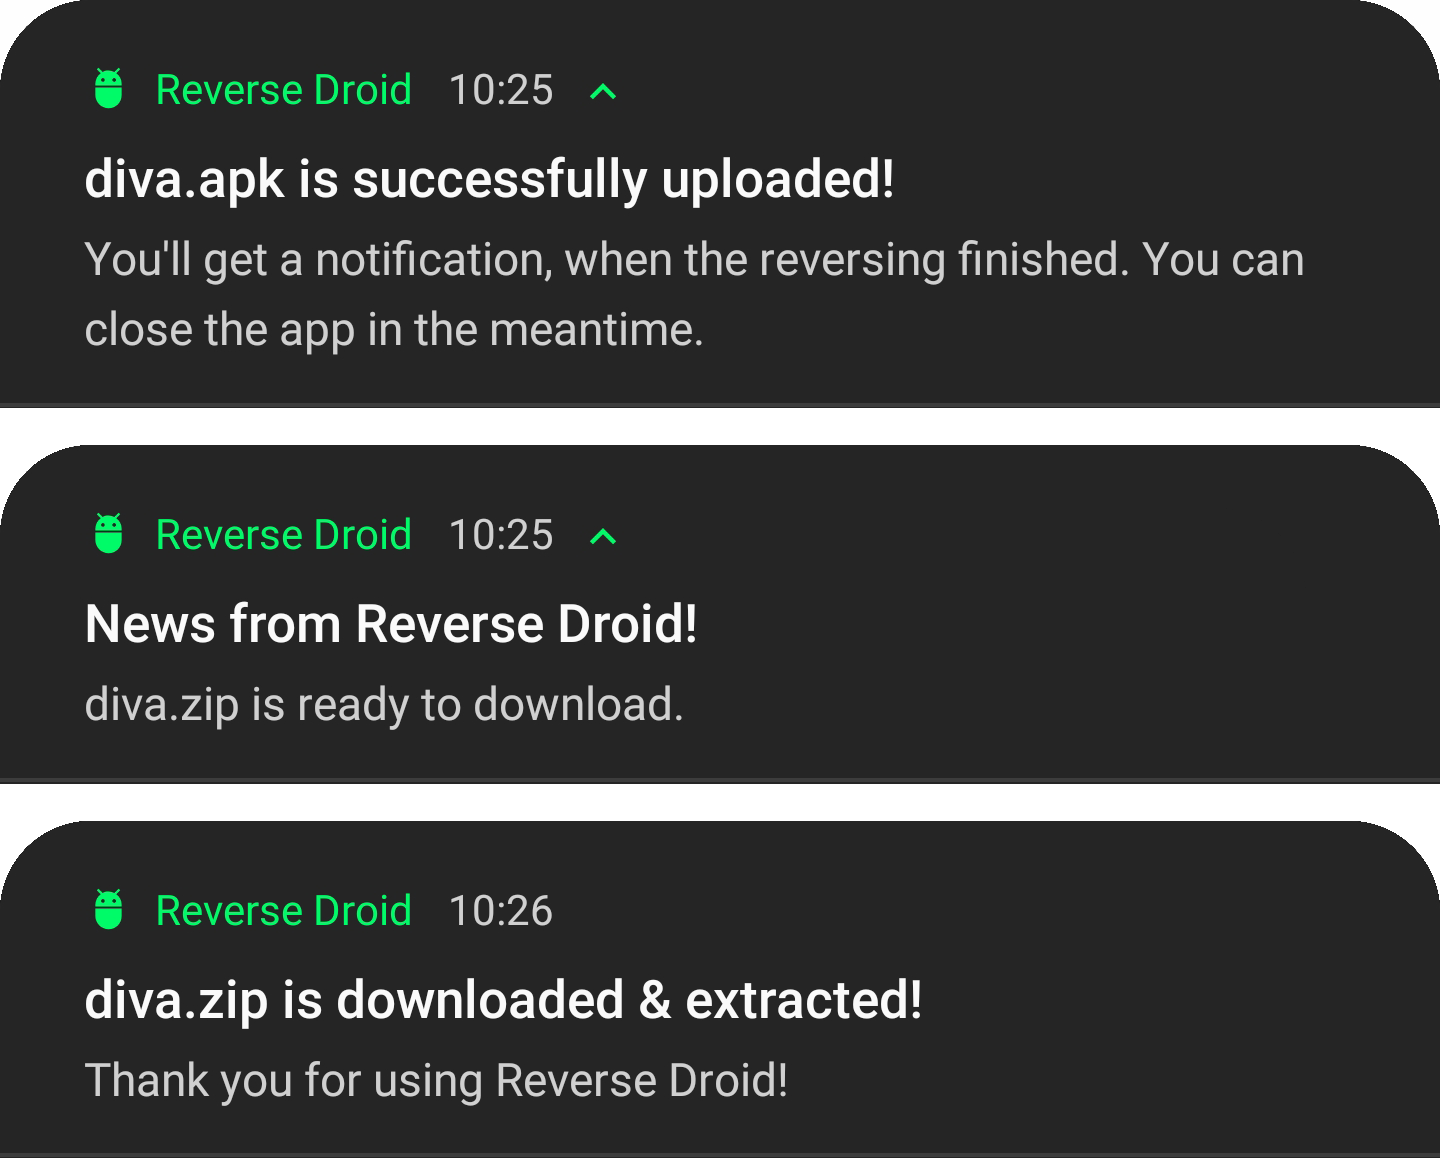 Reverse Droid 10:25
diva.apk is successfully uploaded!
You'll get a notification, when the reversing finished. You can
close the app in the meantime.
Reverse Droid 10:25
News from Reverse Droid!
diva.zip is ready to download.
Reverse Droid 10:26
diva.zip is downloaded & extracted!
Thank you for using Reverse Droid!